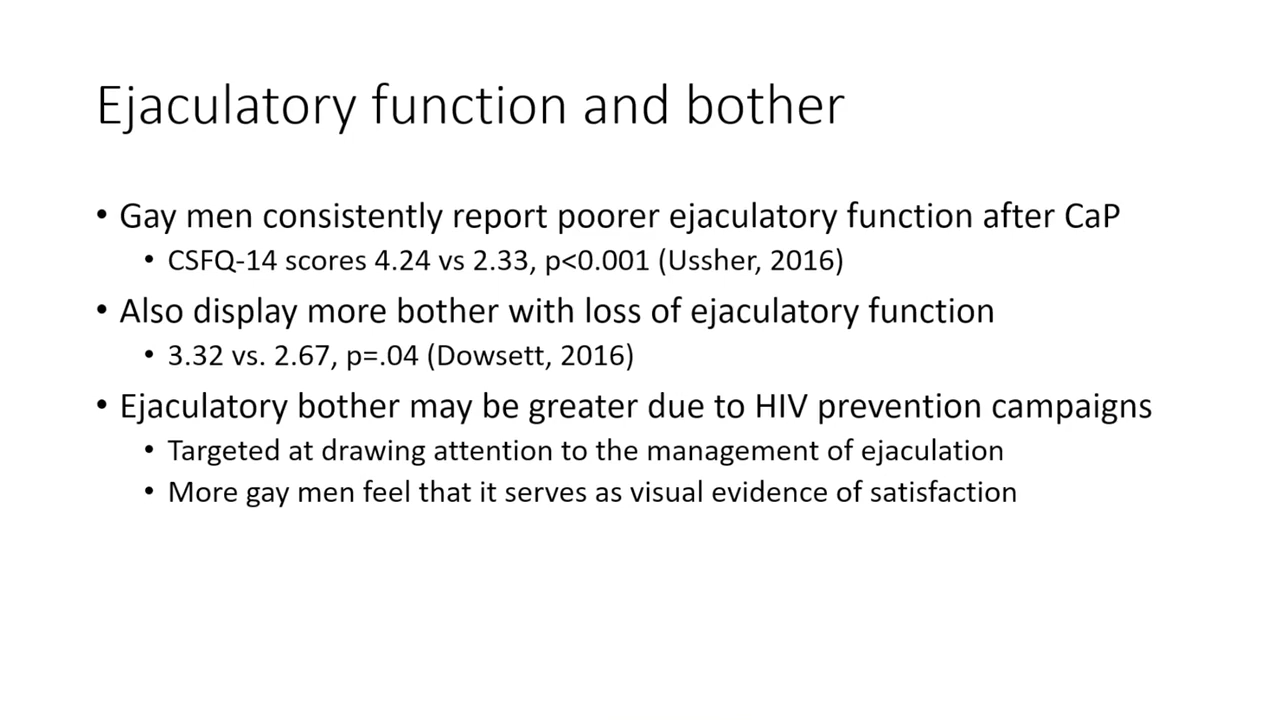 Ejaculatory function and bother
• Gay men consistently report poorer ejaculatory function after CaP
• CSFQ-14 scores 4.24 vs 2.33, p<0.001 (Ussher, 2016)
• Also display more bother with loss of ejaculatory function
• 3.32 vs. 2.67, p=.04 (Dowsett, 2016)
• Ejaculatory bother may be greater due to HIV prevention campaigns
• Targeted at drawing attention to the management of ejaculation
• More gay men feel that it serves as visual evidence of satisfaction